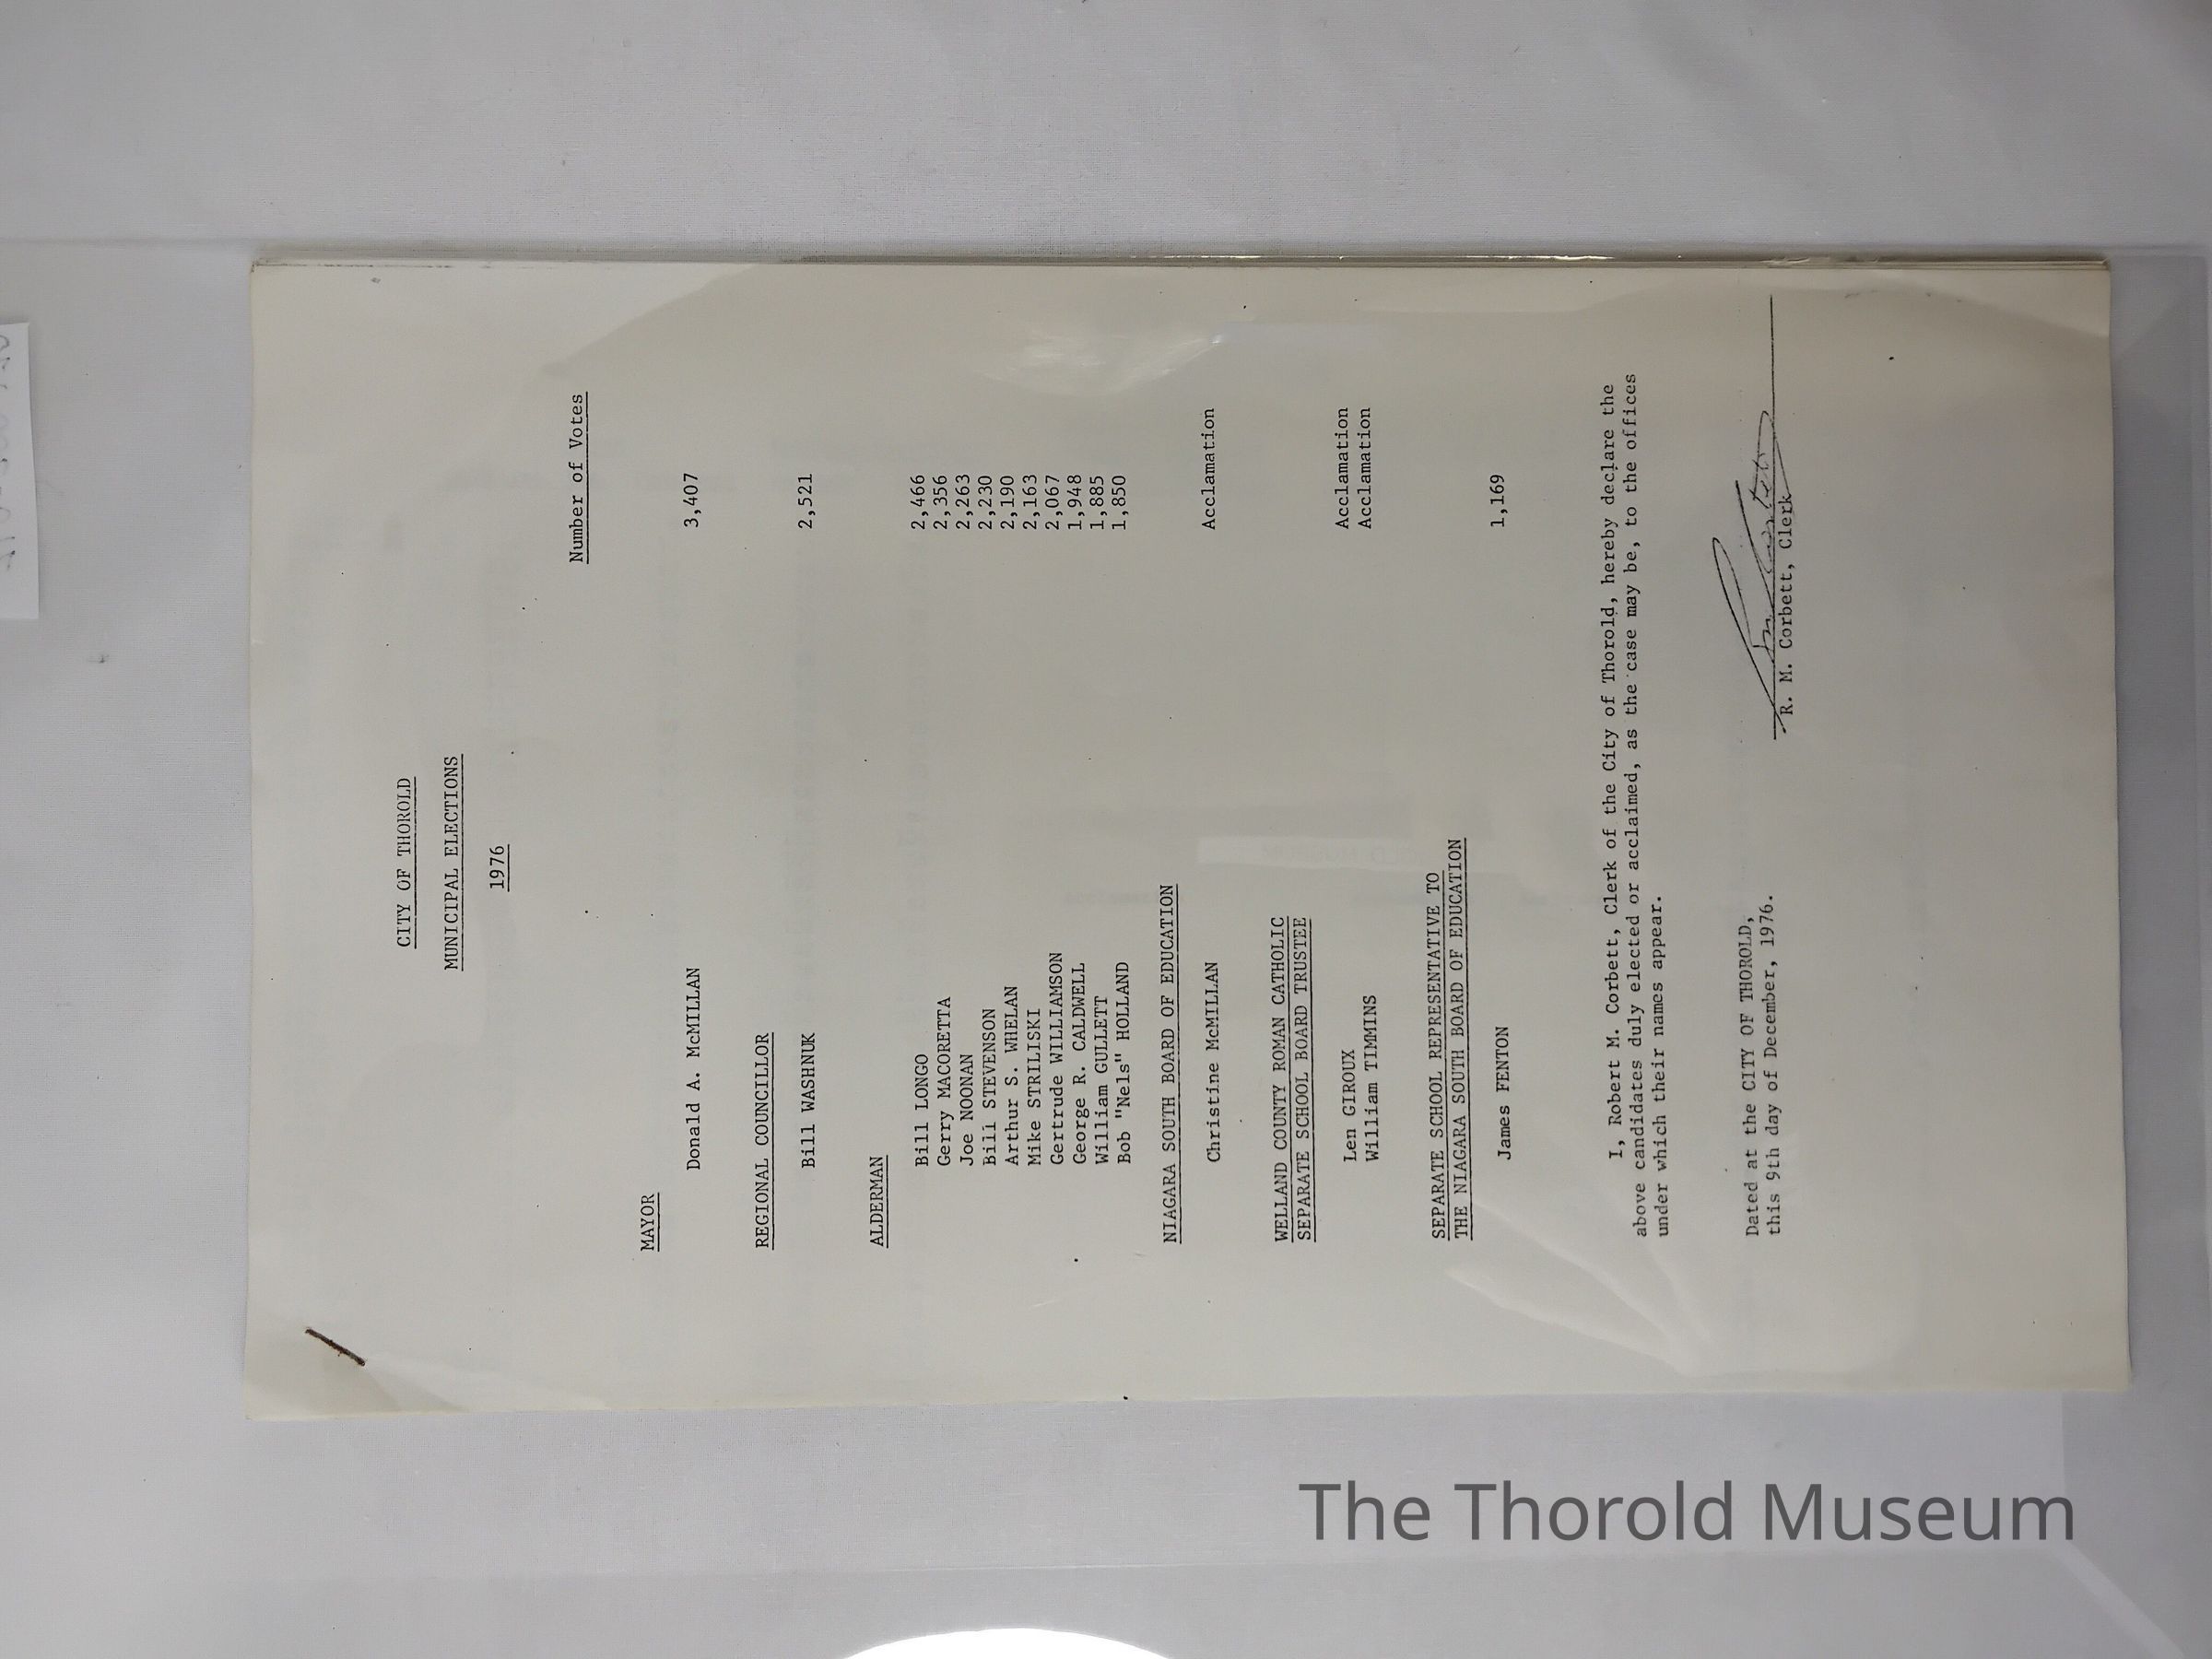 CITY OF THOROLD
MUNICIPAL ELECTIONS
1976
Number of Votes
MAYOR
Donald A. McMILLAN 3,407
REGIONAL COUNCILLOR
Bill WASHNUK 2,521
ALDERMAN
Bill LONGO 2,466
Gerry MACORETTA 2,356
Joe NOONAN 2,263
Bill STEVENSON 2,230
Arthur S. WHELAN 2,190
Mike STRILISKI 2,163
Gertrude WILLIAMSON 2,067
George R. CALDWELL 1,948
William GULLETT 1,885
Bob "Nels" HOLLAND 1,850
NIAGARA SOUTH BOARD OF EDUCATION
Christine McMILLAN Acclamation
WELLAND COUNTY ROMAN CATHOLIC
SEPARATE SCHOOL BOARD TRUSTEE
Len GIROUX Acclamation
William TIMMINS Acclamation
SEPARATE SCHOOL REPRESENTATIVE TO
THE NIAGARA SOUTH BOARD OF EDUCATION
James FENTON 1,169
I, Robert M. Corbett, Clerk of the City of Thorold, hereby declare the
above candidates duly elected or acclaimed, as the case may be, to the offices
under which their names appear.
Dated at the CITY OF THOROLD,
this 9th day of December, 1976.
R. M. Corbett, Clerk
The Thorold Museum